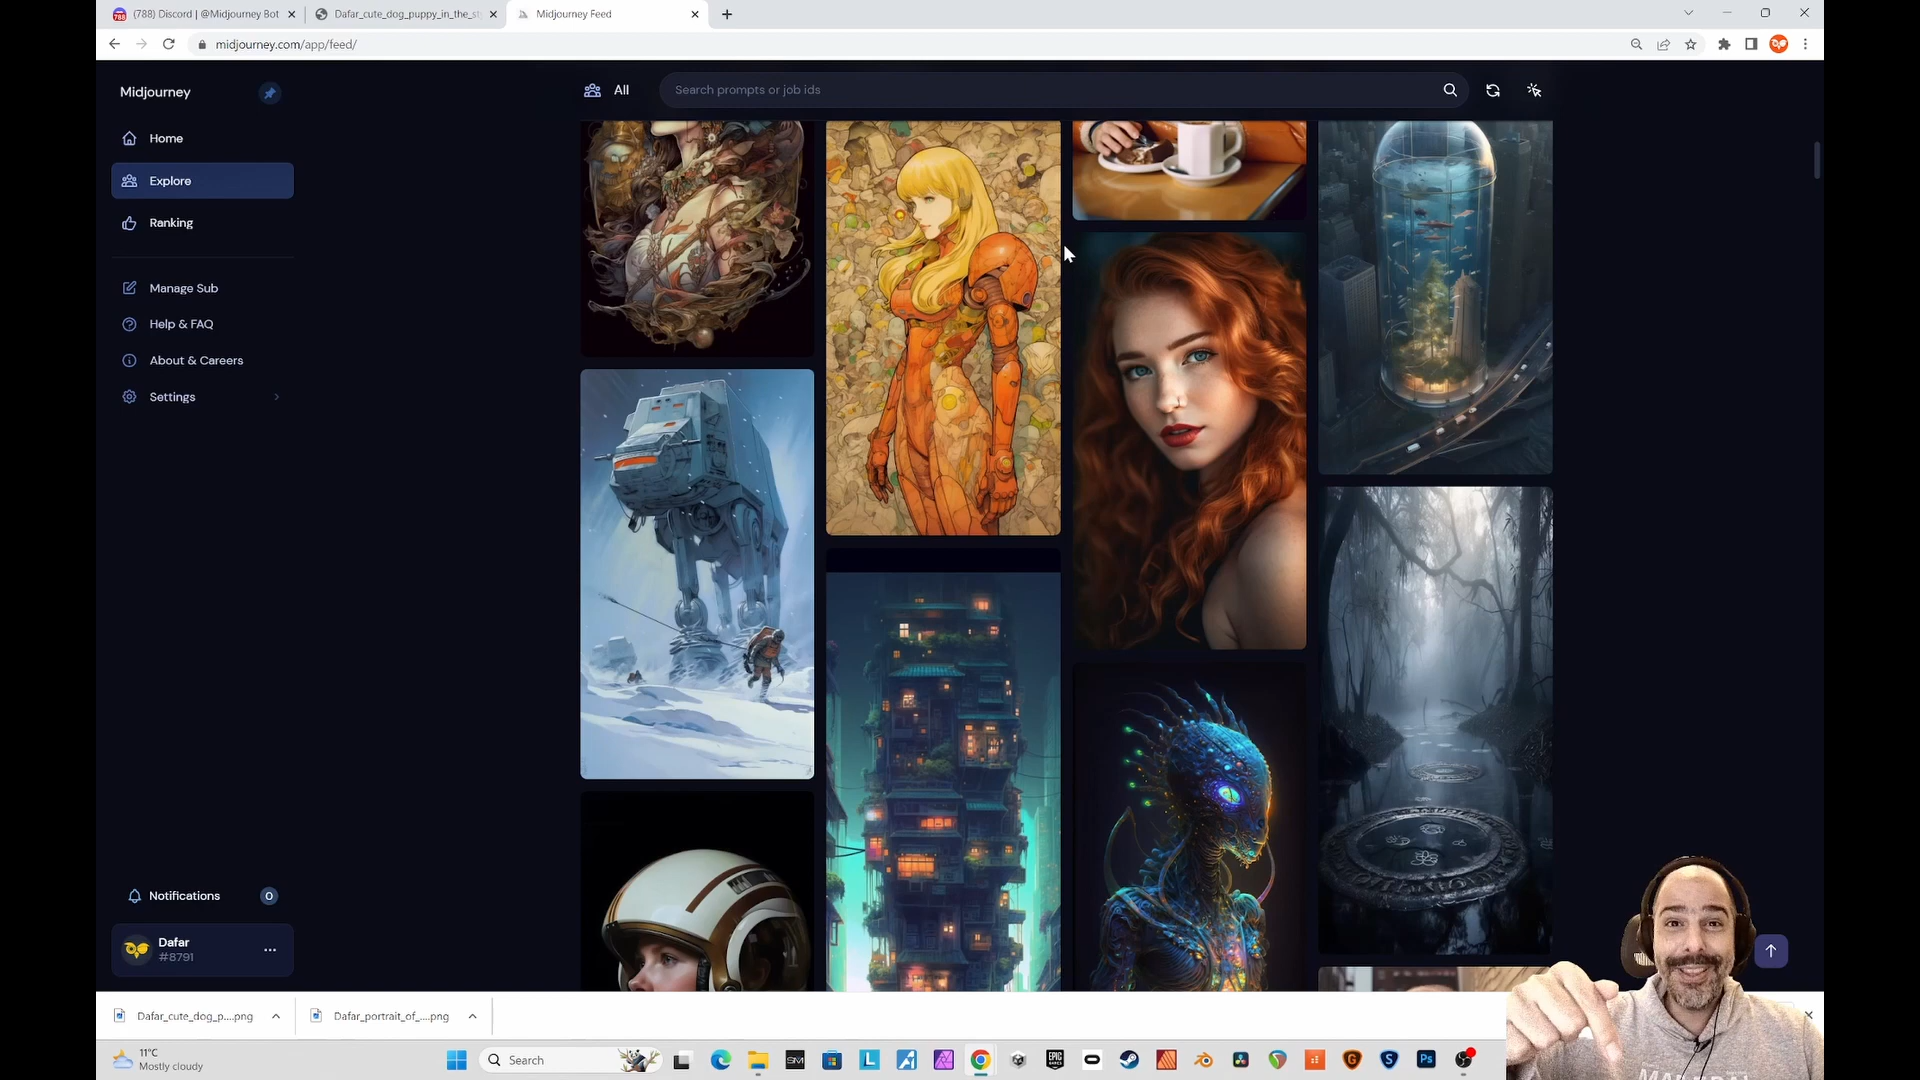 (788) Discord | @Midjourney Bot
Dafar_cute_dog_puppy_in_the_st
Midjourney Feed
midjourney.com/app/feed/
Midjourney
All
Search prompts or job ids
Home
Explore
Ranking
Manage Sub
Help & FAQ
About & Careers
Settings
Notifications
0
Dafar
#8791
Dafar_cute_dog_p....png
Dafar_portrait_of_....png
11°C
Mostly cloudy
Search